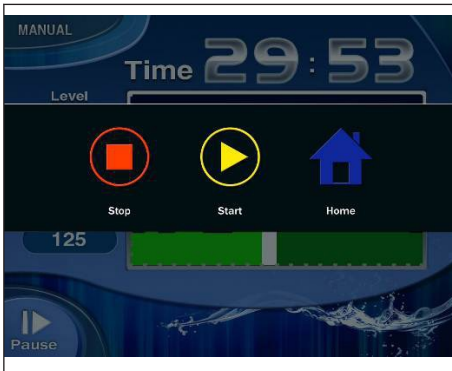 MANUAL
Time 29:53
Level
Stop Start Home
125
Pause